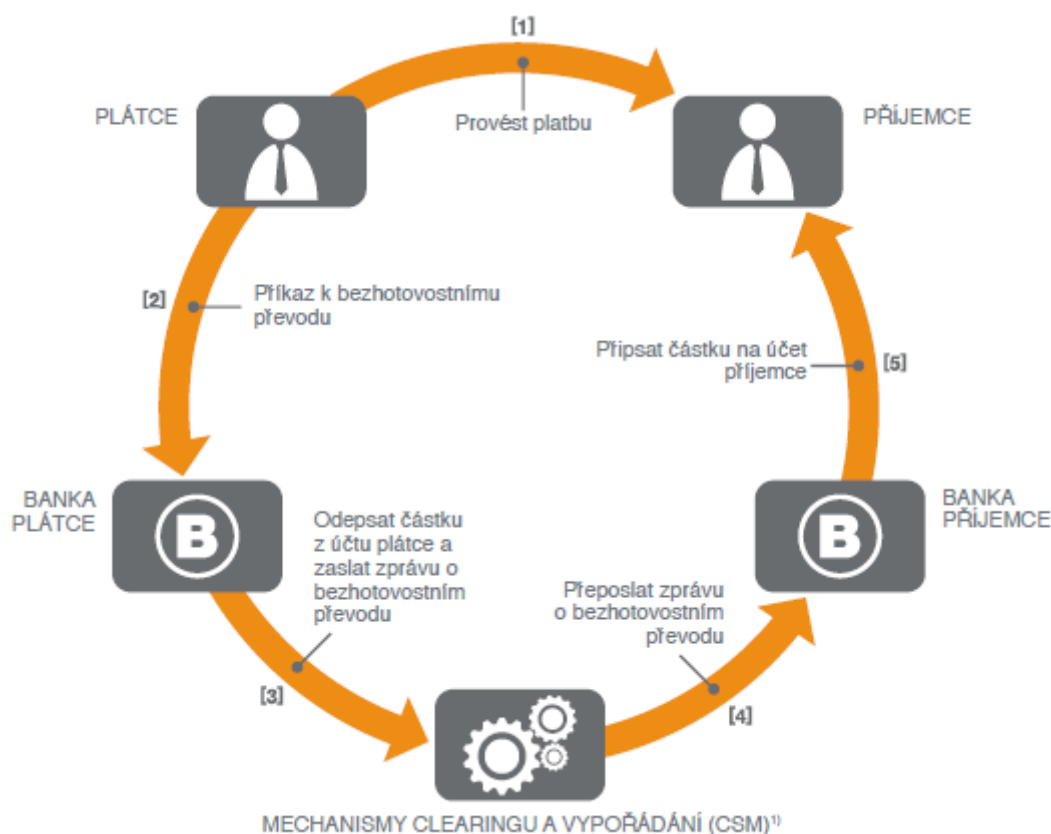 [1]
PLÁTCE
PŘÍJEMCE
Provést platbu
[2]
Příkaz k bezhotovostnímu
převodu
Připsat částku na účet
příjemce
[5]
BANKA
PLÁTCE
B
Odepsat částku
z účtu plátce a
zaslat zprávu o
bezhotovostním
převodu
B
BANKA
PŘÍJEMCE
Přeposlat zprávu
o bezhotovostním
převodu
[3]
[4]
MECHANISMY CLEARINGU A VYPOŘÁDÁNÍ (CSM)¹⁾